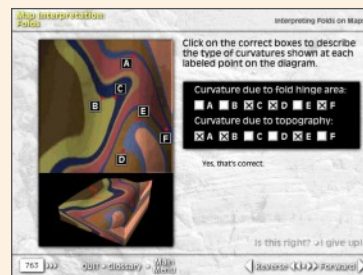 Map Interpretation
Folds
Interpreting Folds on Maps
Click on the correct boxes to describe
the type of curvatures shown at each
labeled point on the diagram.
Curvature due to fold hinge area:
A B C D E F
Curvature due to topography:
A B C D E F
Yes, that's correct.
A
C
B
E
F
D
Is this right? I give up!
763
QUIT Glossary Main
Menu
Reverse Forward